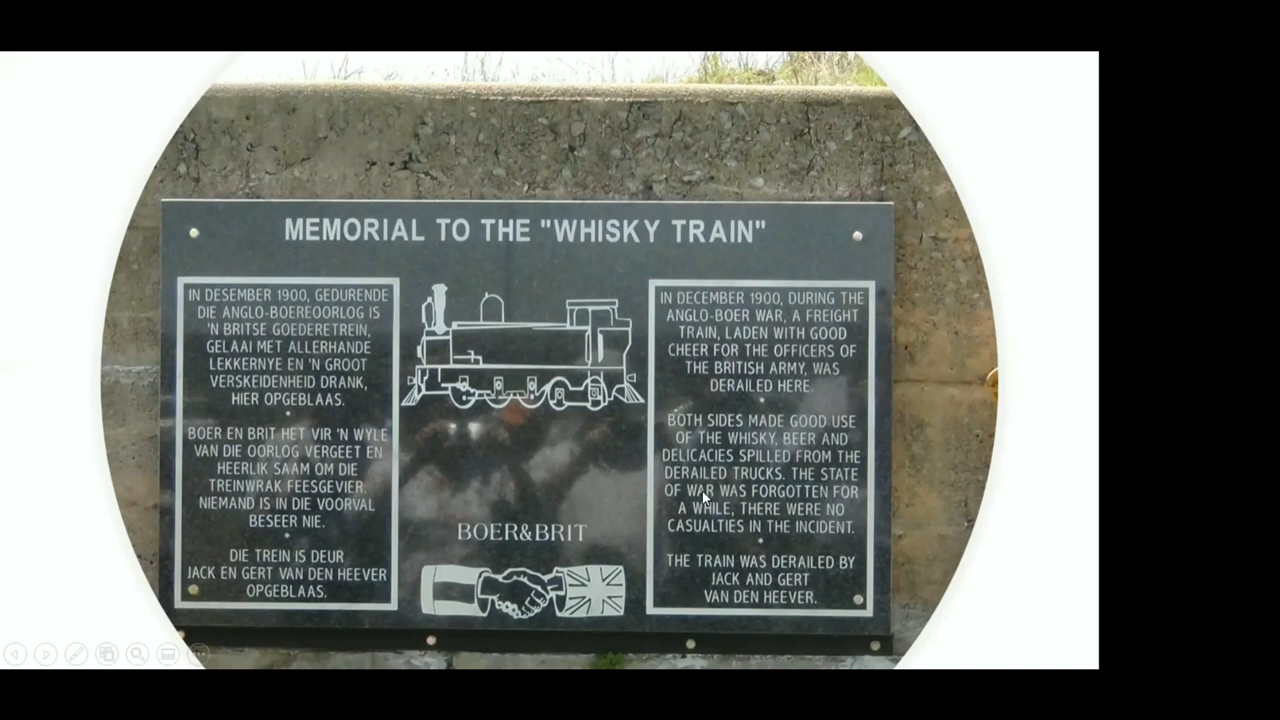 MEMORIAL TO THE "WHISKY TRAIN"
IN DESEMBER 1900, GEDURENDE
DIE ANGLO-BOEREOORLOG IS
'N BRITSE GOEDERETREIN,
GELAAI MET ALLERHANDE
LEKKERNYE EN 'N GROOT
VERSKEIDENHEID DRANK,
HIER OPGEBLAAS.
BOER EN BRIT HET VIR 'N WYLE
VAN DIE OORLOG VERGEET EN
HEERLIK SAAM OM DIE
TREINWRAK FEESGEVIER.
NIEMAND IS IN DIE VOORVAL
BESEER NIE.
DIE TREIN IS DEUR
JACK EN GERT VAN DEN HEEVER
OPGEBLAAS.
BOER&BRIT
IN DECEMBER 1900, DURING THE
ANGLO-BOER WAR, A FREIGHT
TRAIN, LADEN WITH GOOD
CHEER FOR THE OFFICERS OF
THE BRITISH ARMY, WAS
DERAILED HERE.
BOTH SIDES MADE GOOD USE
OF THE WHISKY, BEER AND
DELICACIES SPILLED FROM THE
DERAILED TRUCKS. THE STATE
OF WAR WAS FORGOTTEN FOR
A WHILE, THERE WERE NO
CASUALTIES IN THE INCIDENT.
THE TRAIN WAS DERAILED BY
JACK AND GERT
VAN DEN HEEVER.